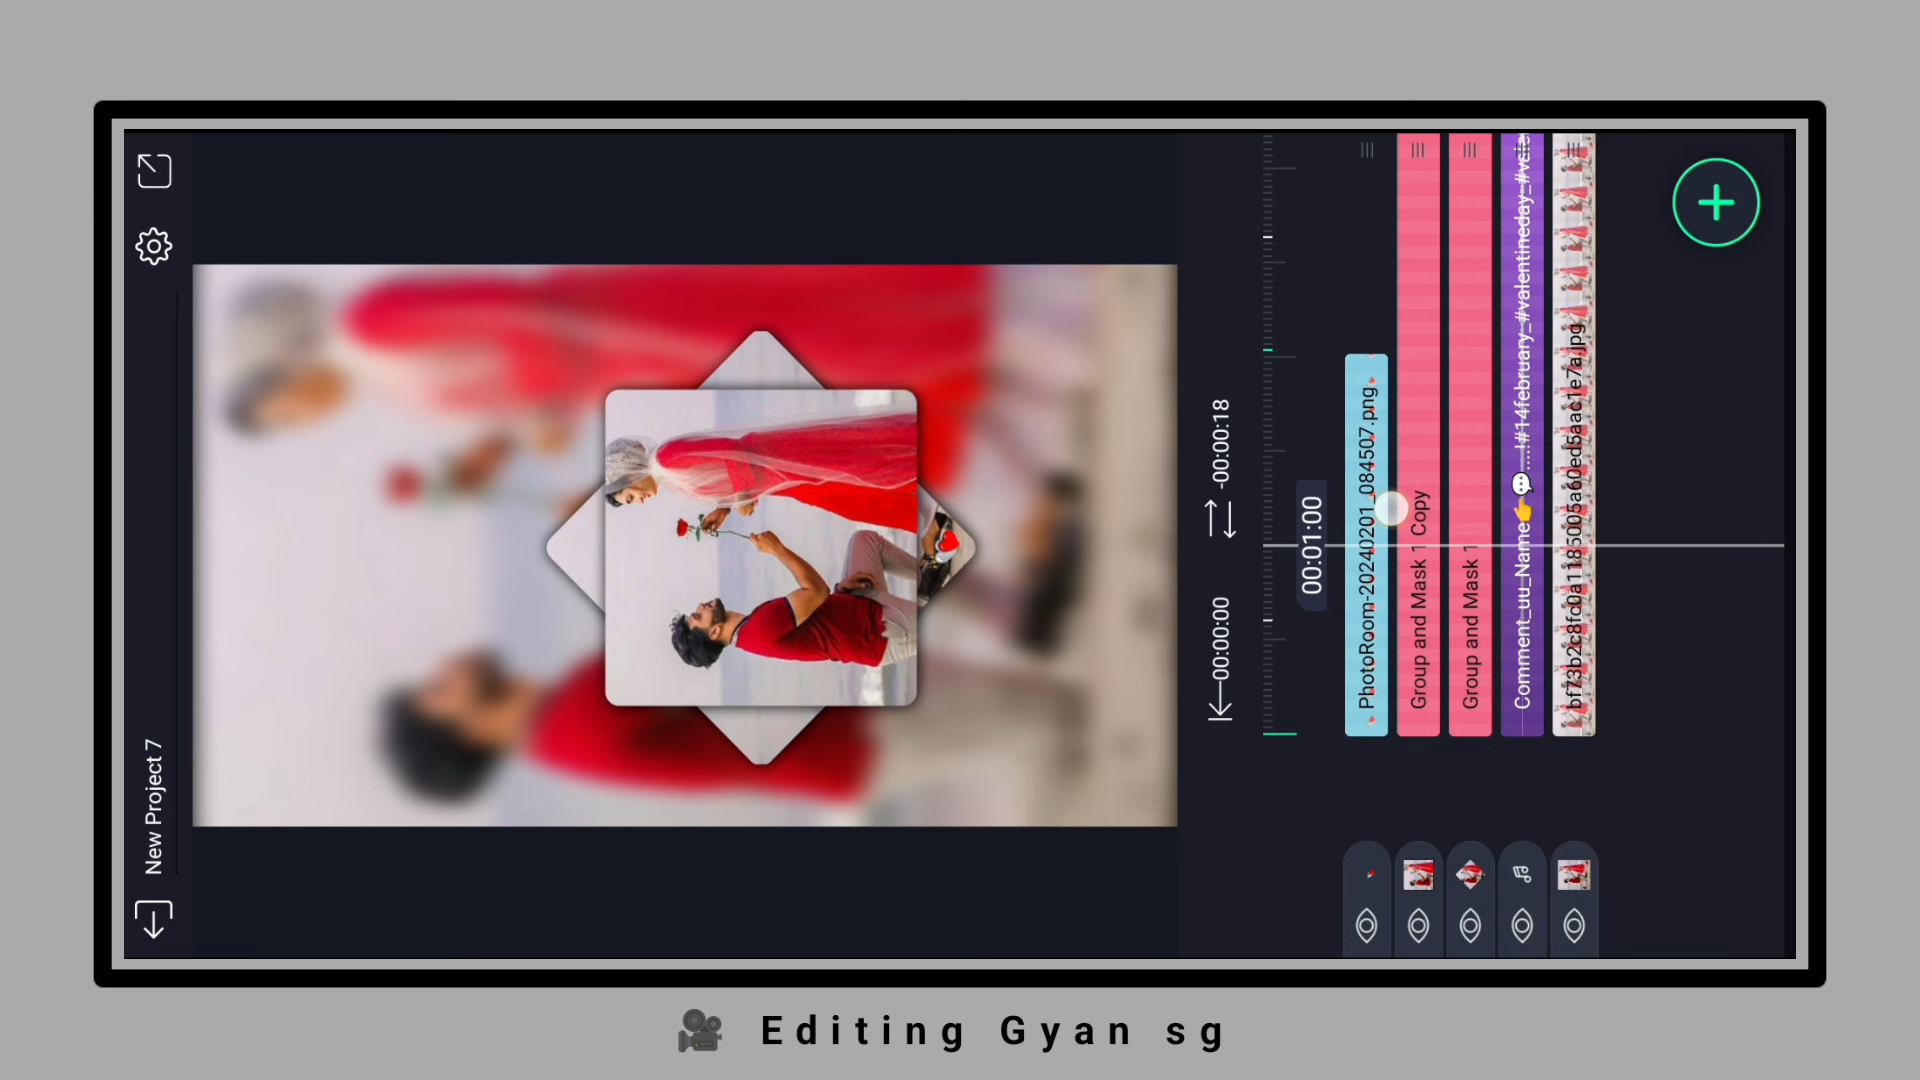 New Project 7
00:00:00
-00:00:18
00:01:00
PhotoRoom-20240201_084507.png
Group and Mask 1 Copy
Group and Mask 1
Comment_uu_Name👉💬.....!#14february_#valentineday_#vale
bf73b2c8fd0a1185005a60ed5aac1e7a.jpg
🎥 Editing Gyan sg